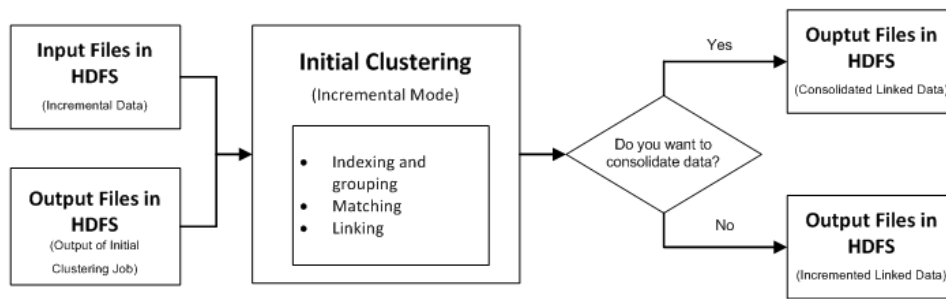 Input Files in
HDFS
(Incremental Data)
Output Files in
HDFS
(Output of Initial
Clustering Job)
Initial Clustering
(Incremental Mode)
• Indexing and
grouping
• Matching
• Linking
Do you want to
consolidate data?
Yes
Ouptut Files in
HDFS
(Consolidated Linked Data)
No
Output Files in
HDFS
(Incremented Linked Data)